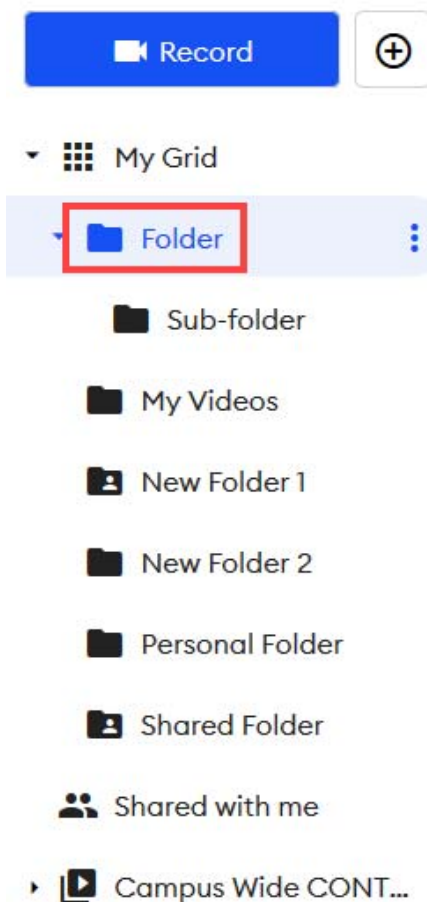 Record
My Grid
Folder
Sub-folder
My Videos
New Folder 1
New Folder 2
Personal Folder
Shared Folder
Shared with me
Campus Wide CONT...